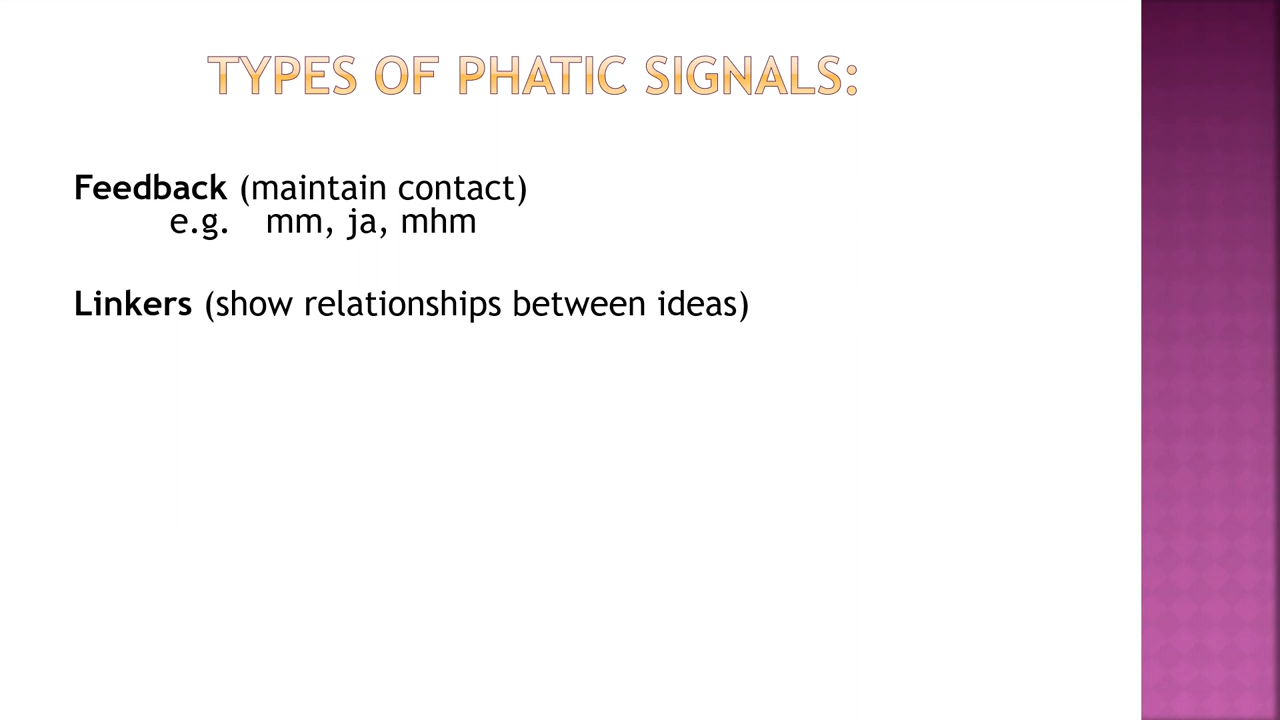 TYPES OF PHATIC SIGNALS:
Feedback (maintain contact)
e.g. mm, ja, mhm
Linkers (show relationships between ideas)